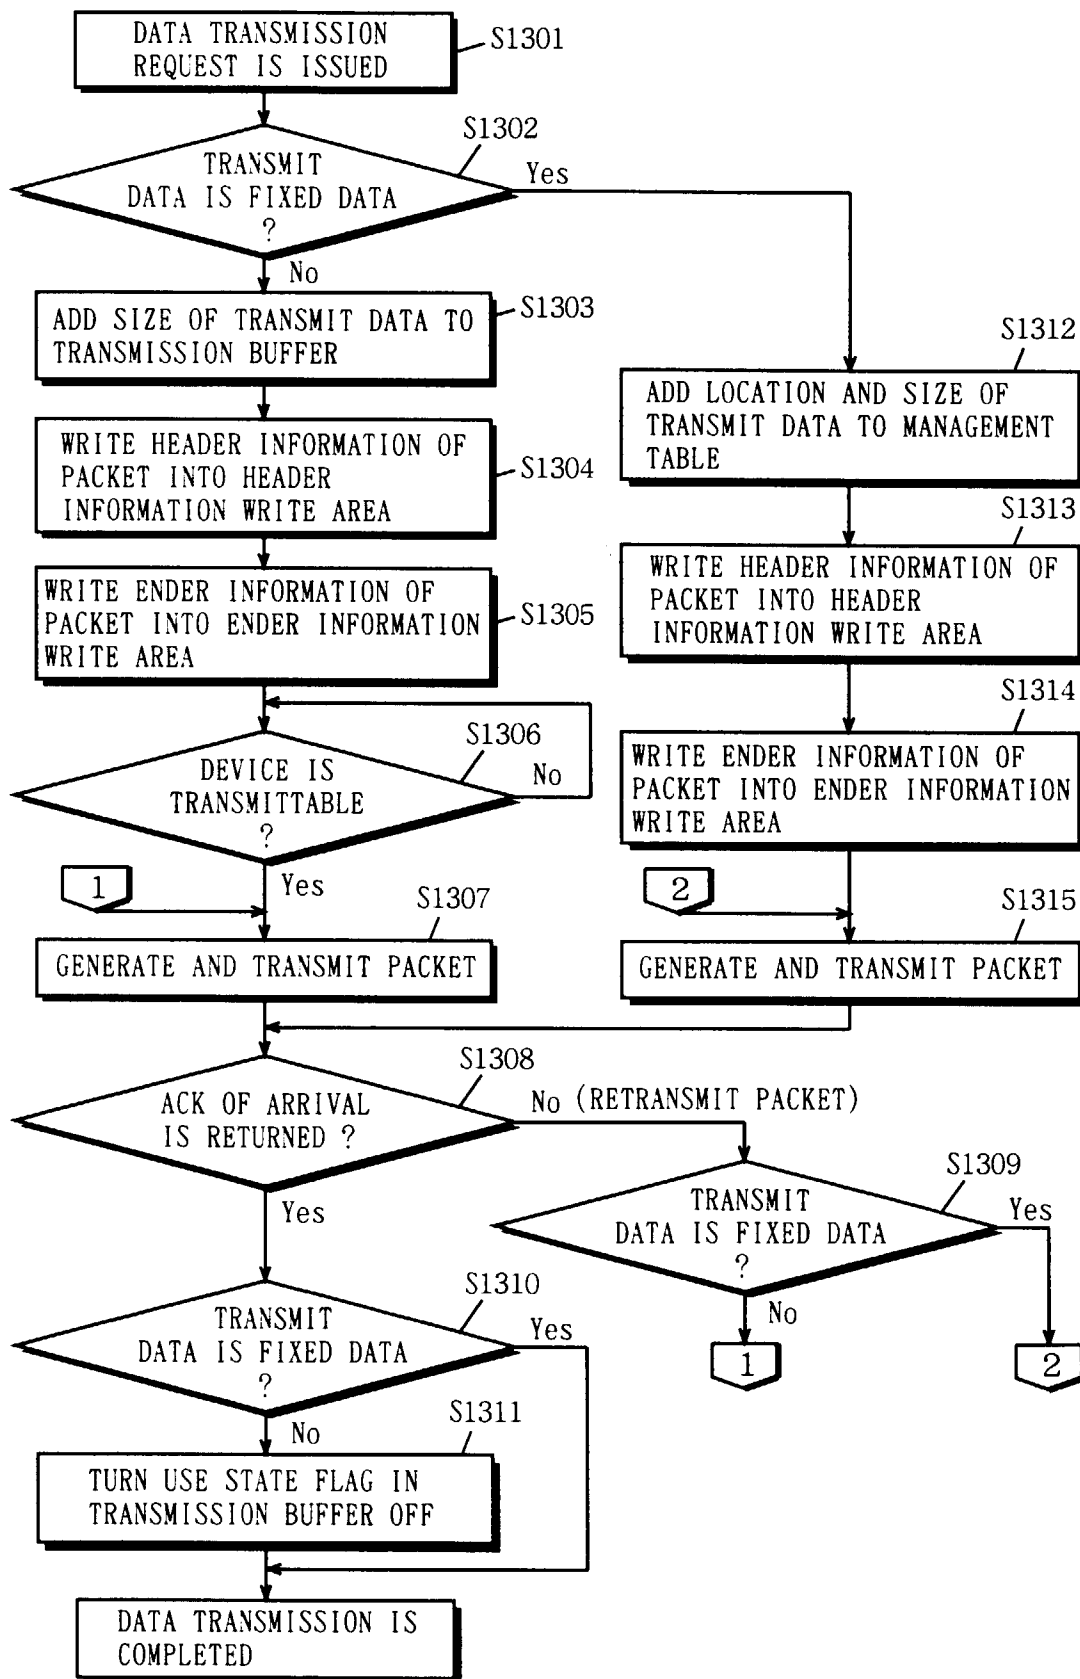 DATA TRANSMISSION
REQUEST IS ISSUED
S1301
S1302
TRANSMIT
DATA IS FIXED DATA
?
Yes
No
S1303
ADD SIZE OF TRANSMIT DATA TO
TRANSMISSION BUFFER
WRITE HEADER INFORMATION OF
PACKET INTO HEADER
INFORMATION WRITE AREA
S1304
WRITE ENDER INFORMATION OF
PACKET INTO ENDER INFORMATION
WRITE AREA
S1305
S1306
DEVICE IS
TRANSMITTABLE
?
No
Yes
1
S1307
GENERATE AND TRANSMIT PACKET
S1312
ADD LOCATION AND SIZE OF
TRANSMIT DATA TO MANAGEMENT
TABLE
S1313
WRITE HEADER INFORMATION OF
PACKET INTO HEADER
INFORMATION WRITE AREA
S1314
WRITE ENDER INFORMATION OF
PACKET INTO ENDER INFORMATION
WRITE AREA
2
S1315
GENERATE AND TRANSMIT PACKET
S1308
ACK OF ARRIVAL
IS RETURNED ?
No (RETRANSMIT PACKET)
Yes
S1309
TRANSMIT
DATA IS FIXED DATA
?
Yes
No
1
2
S1310
TRANSMIT
DATA IS FIXED DATA
?
Yes
No
S1311
TURN USE STATE FLAG IN
TRANSMISSION BUFFER OFF
DATA TRANSMISSION IS
COMPLETED